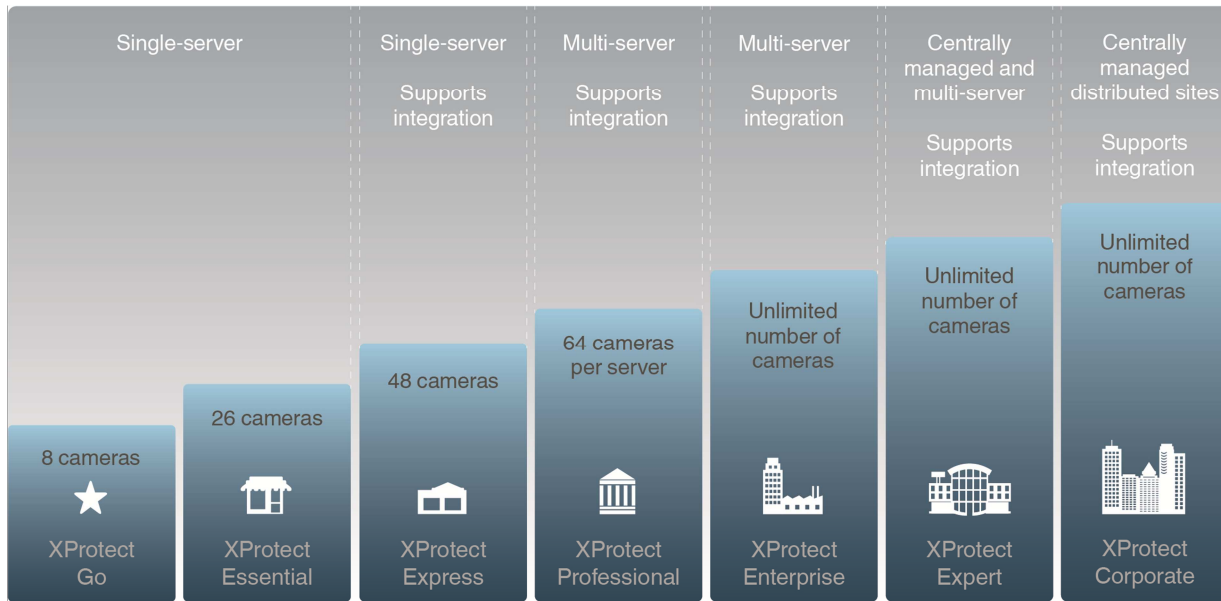 Single-server
Single-server
Supports
integration
Multi-server
Supports
integration
Multi-server
Supports
integration
Centrally
managed and
multi-server
Supports
integration
Centrally
managed
distributed sites
Supports
integration
8 cameras
XProtect
Go
26 cameras
XProtect
Essential
48 cameras
XProtect
Express
64 cameras
per server
XProtect
Professional
Unlimited
number of
cameras
XProtect
Enterprise
Unlimited
number of
cameras
XProtect
Expert
Unlimited
number of
cameras
XProtect
Corporate